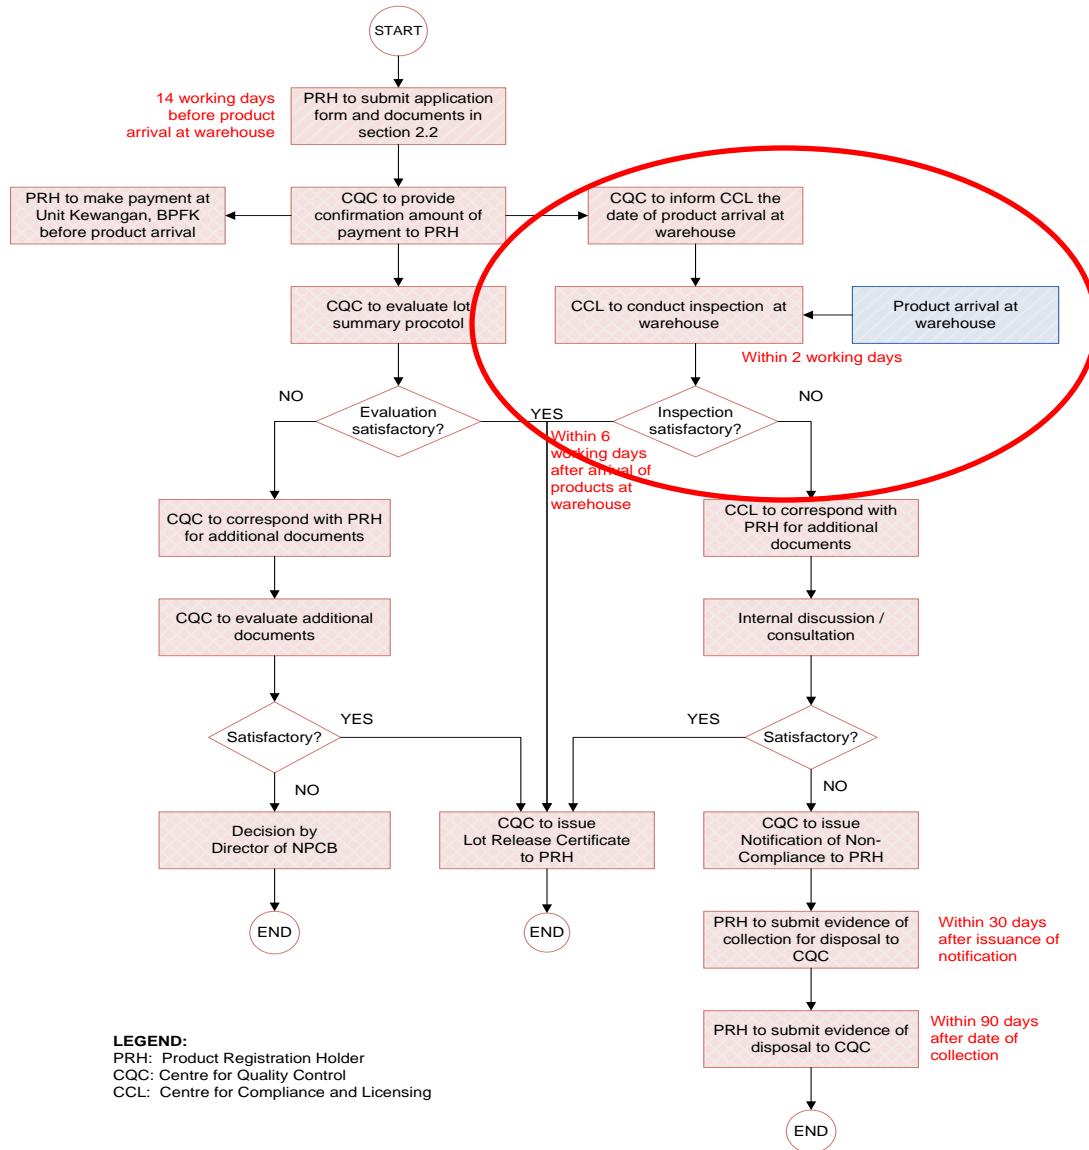 START
14 working days
before product
arrival at warehouse
PRH to submit application
form and documents in
section 2.2
PRH to make payment at
Unit Kewangan, BPFK
before product arrival
CQC to provide
confirmation amount of
payment to PRH
CQC to inform CCL the
date of product arrival at
warehouse
CQC to evaluate lot
summary procotol
CCL to conduct inspection at
warehouse
Product arrival at
warehouse
Within 2 working days
NO
Evaluation
satisfactory?
YES
Inspection
satisfactory?
NO
Within 6
working days
after arrival of
products at
warehouse
CQC to correspond with PRH
for additional documents
CCL to correspond with
PRH for additional
documents
CQC to evaluate additional
documents
Internal discussion /
consultation
Satisfactory?
YES
YES
Satisfactory?
NO
NO
Decision by
Director of NPCB
CQC to issue
Lot Release Certificate
to PRH
CQC to issue
Notification of Non-
Compliance to PRH
END
END
PRH to submit evidence of
collection for disposal to
CQC
Within 30 days
after issuance of
notification
PRH to submit evidence of
disposal to CQC
Within 90 days
after date of
collection
LEGEND:
PRH: Product Registration Holder
CQC: Centre for Quality Control
CCL: Centre for Compliance and Licensing
END